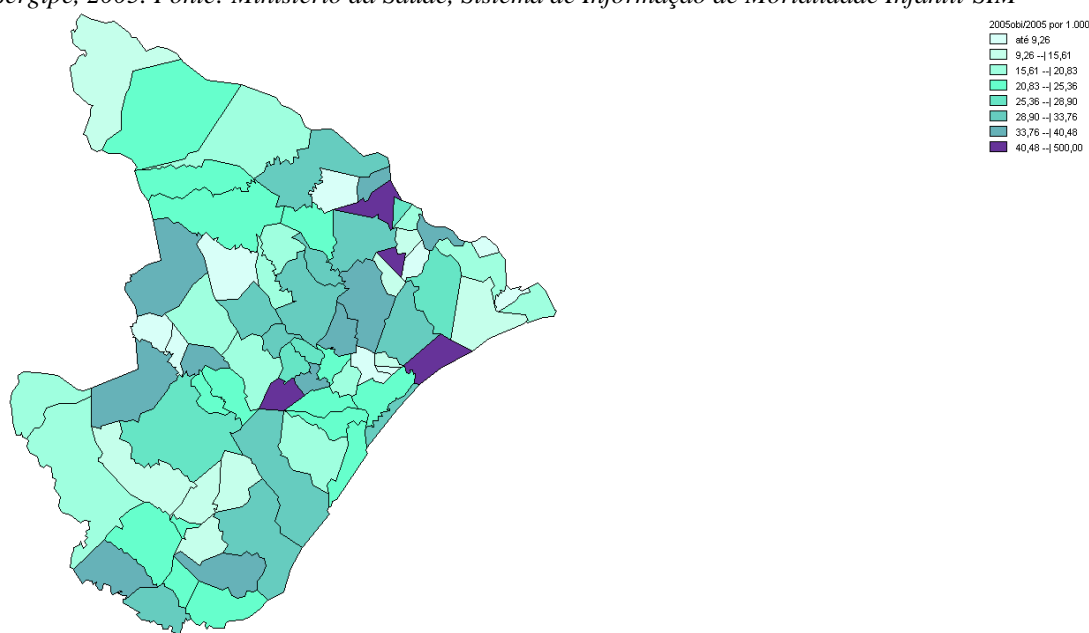 ergipe, 2005. Fonte: Ministério da Saúde, Sistema de Informação de Mortalidade Infantil-SIM
2005obi/2005 por 1.000
até 9,26
9,26 --| 15,61
15,61 --| 20,83
20,83 --| 25,36
25,36 --| 28,90
28,90 --| 33,76
33,76 --| 40,48
40,48 --| 500,00